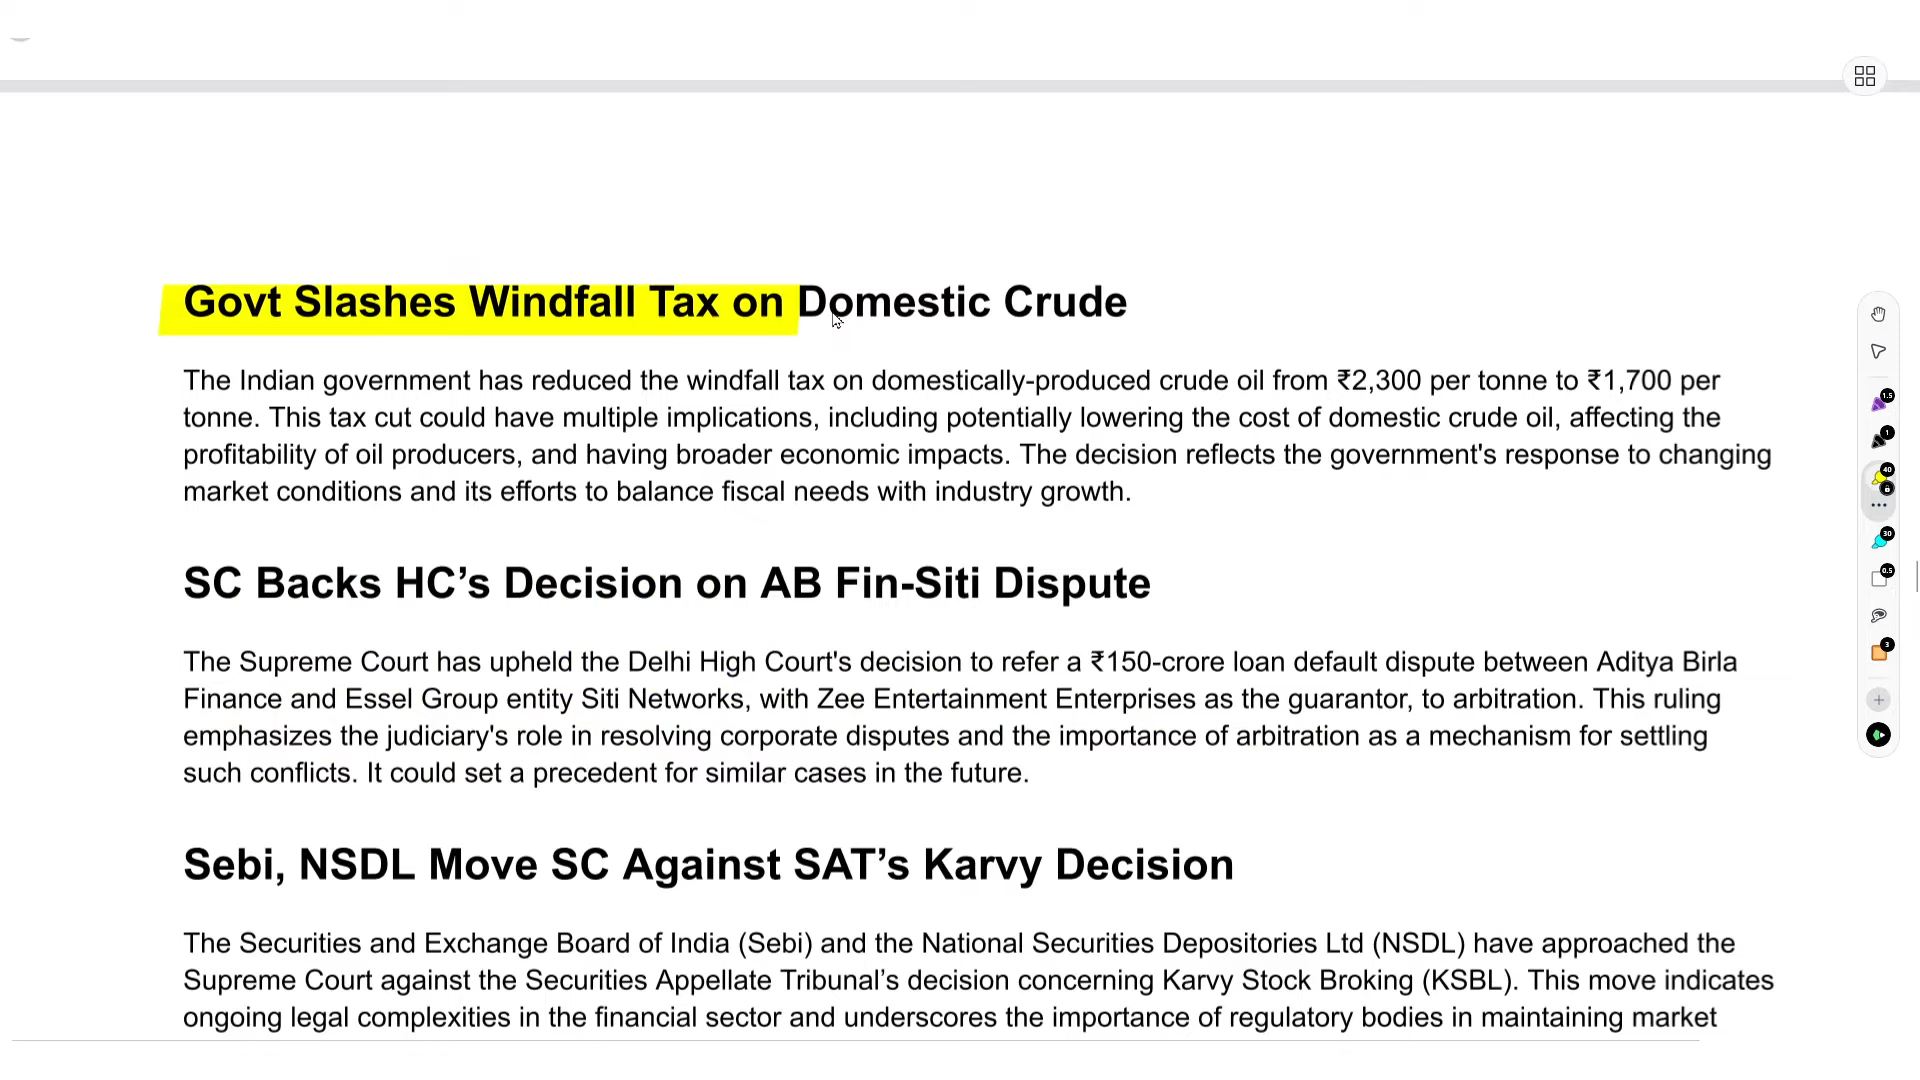 Govt Slashes Windfall Tax on Domestic Crude
The Indian government has reduced the windfall tax on domestically-produced crude oil from ₹2,300 per tonne to ₹1,700 per
tonne. This tax cut could have multiple implications, including potentially lowering the cost of domestic crude oil, affecting the
profitability of oil producers, and having broader economic impacts. The decision reflects the government's response to changing
market conditions and its efforts to balance fiscal needs with industry growth.
SC Backs HC’s Decision on AB Fin-Siti Dispute
The Supreme Court has upheld the Delhi High Court's decision to refer a ₹150-crore loan default dispute between Aditya Birla
Finance and Essel Group entity Siti Networks, with Zee Entertainment Enterprises as the guarantor, to arbitration. This ruling
emphasizes the judiciary's role in resolving corporate disputes and the importance of arbitration as a mechanism for settling
such conflicts. It could set a precedent for similar cases in the future.
Sebi, NSDL Move SC Against SAT’s Karvy Decision
The Securities and Exchange Board of India (Sebi) and the National Securities Depositories Ltd (NSDL) have approached the
Supreme Court against the Securities Appellate Tribunal’s decision concerning Karvy Stock Broking (KSBL). This move indicates
ongoing legal complexities in the financial sector and underscores the importance of regulatory bodies in maintaining market
1.5
1
40
30
0.5
3